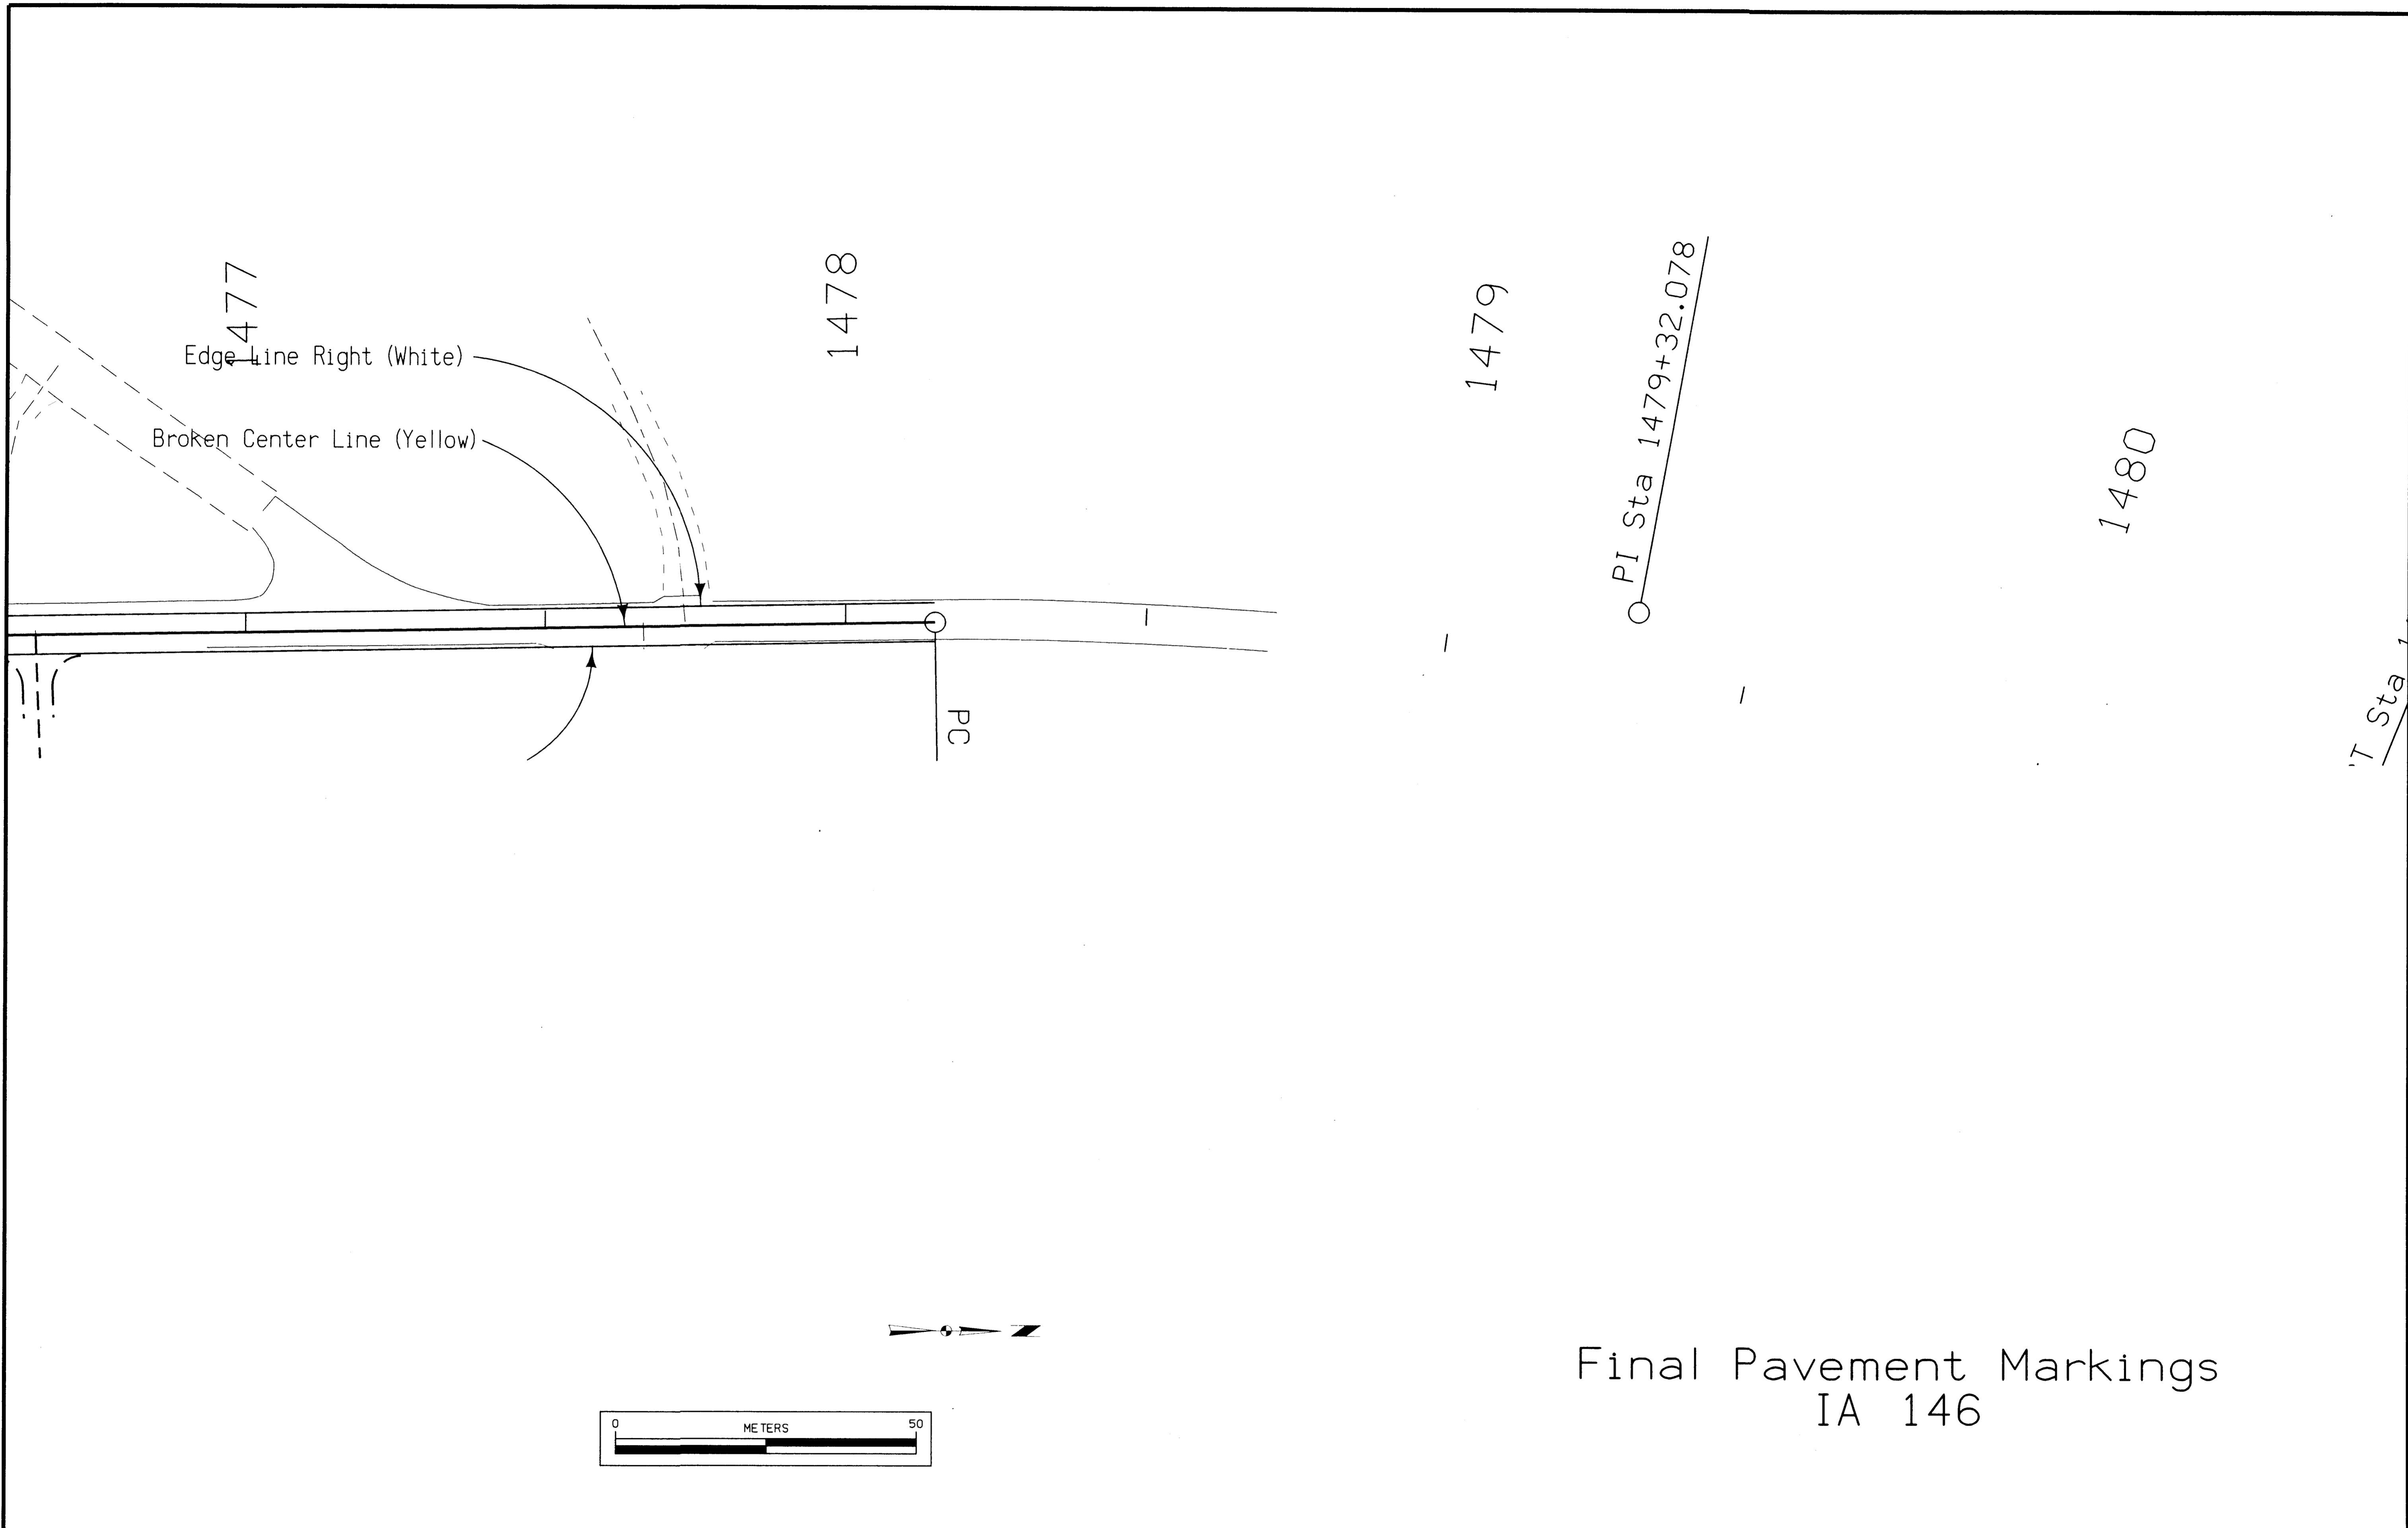 1477
1478
1479
PI Sta 1479+32.078
1480
Edge Line Right (White)
Broken Center Line (Yellow)
PC
T Sta 1
N
0 METERS 50
Final Pavement Markings
IA 146